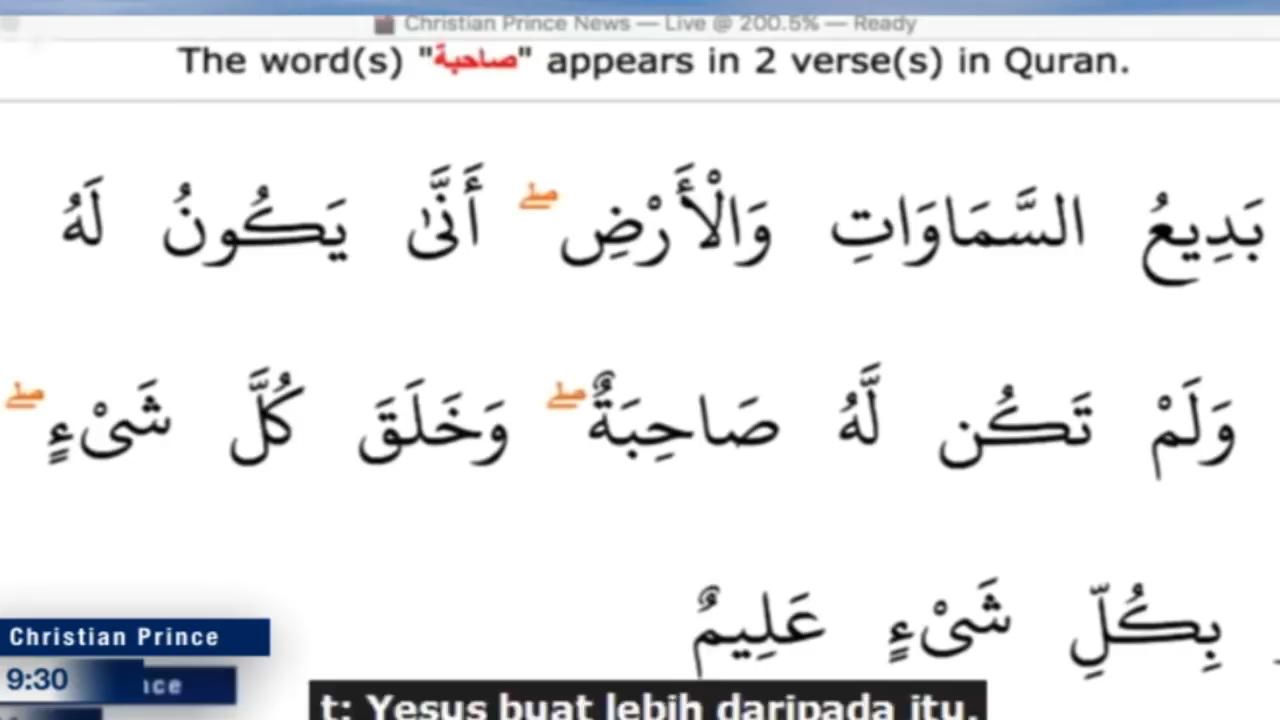 Christian Prince News — Live @ 200.5% — Ready
The word(s) "صاحبة" appears in 2 verse(s) in Quran.
بَدِيعُ السَّمَاوَاتِ وَالْأَرْضِ ۖ أَنَّىٰ يَكُونُ لَهُ
وَلَمْ تَكُن لَّهُ صَاحِبَةٌ ۖ وَخَلَقَ كُلَّ شَىْءٍ ۖ
بِكُلِّ شَىْءٍ عَلِيمٌ
Christian Prince
9:30
t: Yesus buat lebih daripada itu.